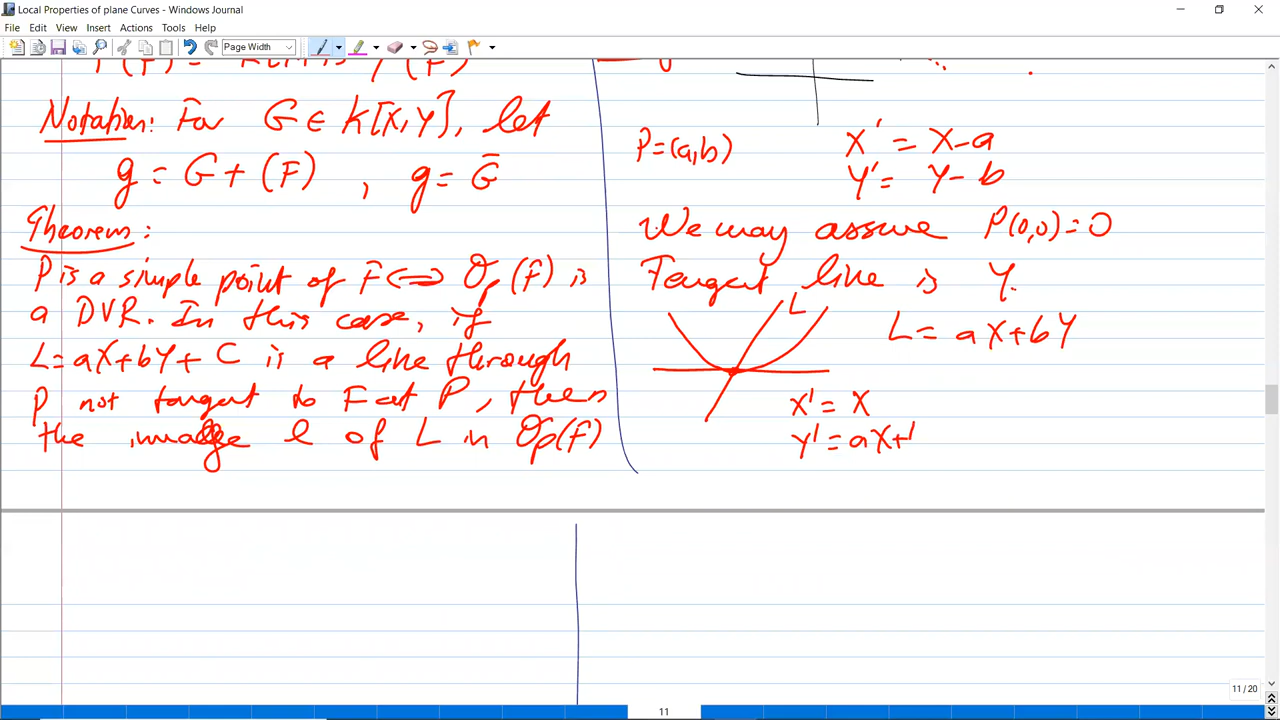 Local Properties of plane Curves - Windows Journal
File Edit View Insert Actions Tools Help
Page Width
Notation: For G ∈ K[X,Y], let
g = G + (F) , g = Ḡ
Theorem:
P is a simple point of F ⟺ 𝒪p(F) is
a DVR. In this case, if
L = aX+bY+C is a line through
P not tangent to F at P, then
the image l of L in 𝒪p(F)
P=(a,b) X' = X-a
Y' = Y-b
We may assume P(0,0)=0
Tangent line is Y.
L
L = aX+bY
X' = X
Y' = aX+
11 / 20
11